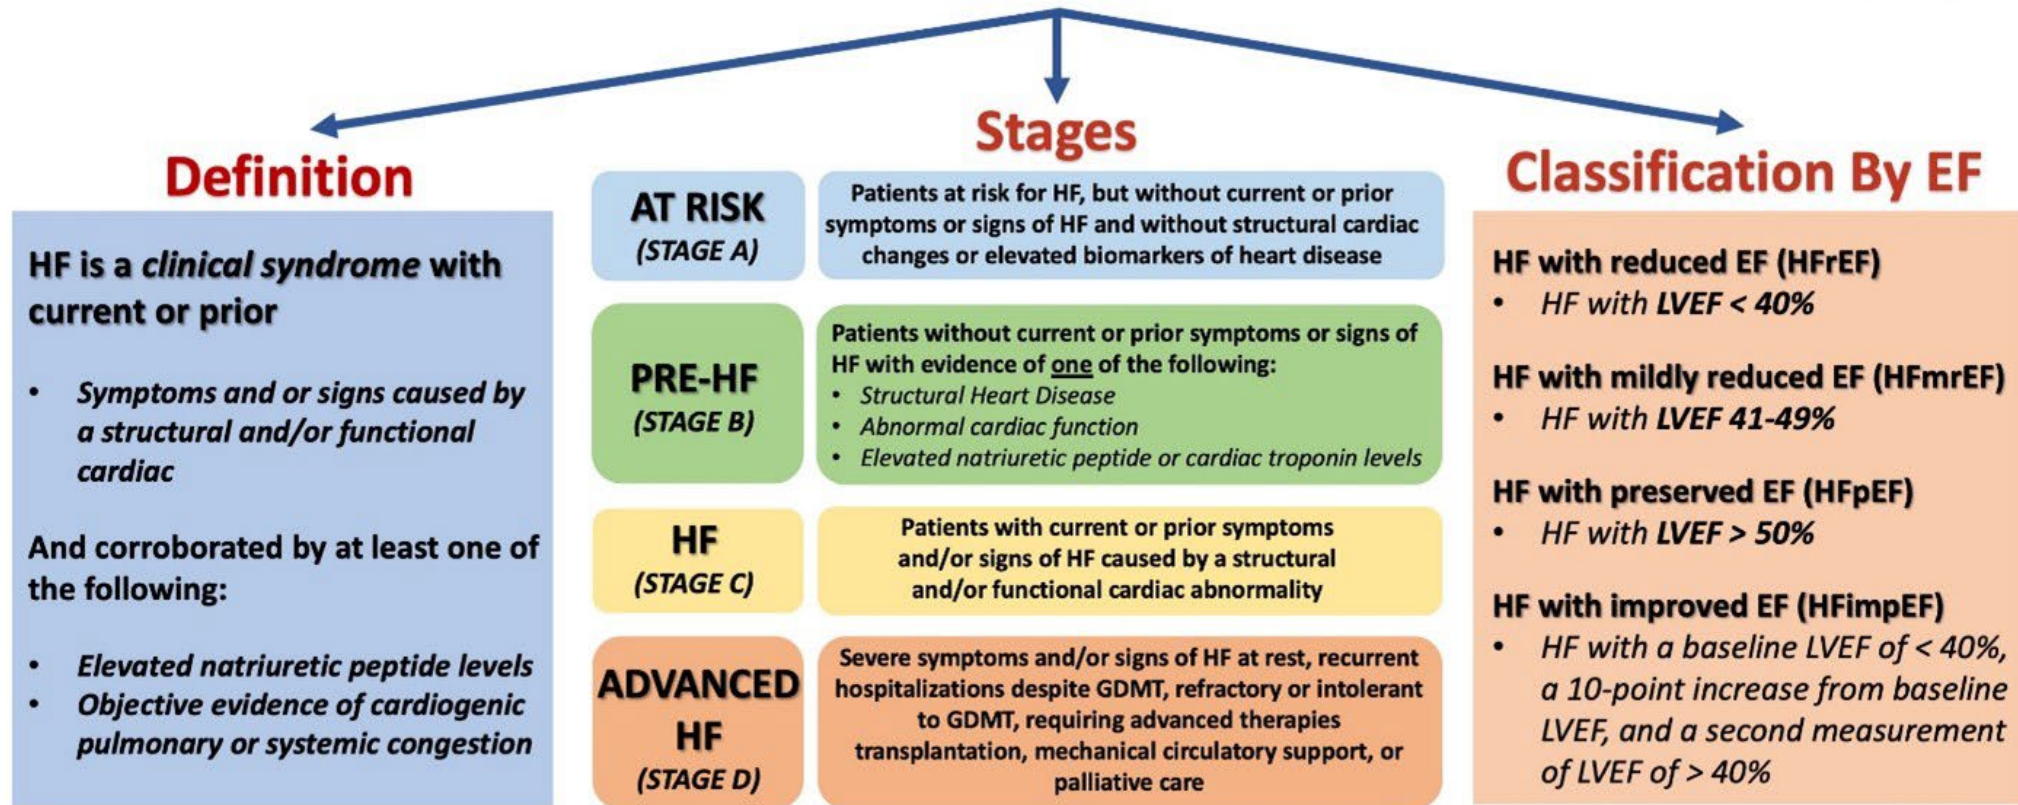 Definition
HF is a clinical syndrome with
current or prior
• Symptoms and or signs caused by
a structural and/or functional
cardiac
And corroborated by at least one of
the following:
• Elevated natriuretic peptide levels
• Objective evidence of cardiogenic
pulmonary or systemic congestion
Stages
AT RISK
(STAGE A)
Patients at risk for HF, but without current or prior
symptoms or signs of HF and without structural cardiac
changes or elevated biomarkers of heart disease
PRE-HF
(STAGE B)
Patients without current or prior symptoms or signs of
HF with evidence of one of the following:
• Structural Heart Disease
• Abnormal cardiac function
• Elevated natriuretic peptide or cardiac troponin levels
HF
(STAGE C)
Patients with current or prior symptoms
and/or signs of HF caused by a structural
and/or functional cardiac abnormality
ADVANCED
HF
(STAGE D)
Severe symptoms and/or signs of HF at rest, recurrent
hospitalizations despite GDMT, refractory or intolerant
to GDMT, requiring advanced therapies
transplantation, mechanical circulatory support, or
palliative care
Classification By EF
HF with reduced EF (HFrEF)
• HF with LVEF < 40%
HF with mildly reduced EF (HFmrEF)
• HF with LVEF 41-49%
HF with preserved EF (HFpEF)
• HF with LVEF > 50%
HF with improved EF (HFimpEF)
• HF with a baseline LVEF of < 40%,
a 10-point increase from baseline
LVEF, and a second measurement
of LVEF of > 40%